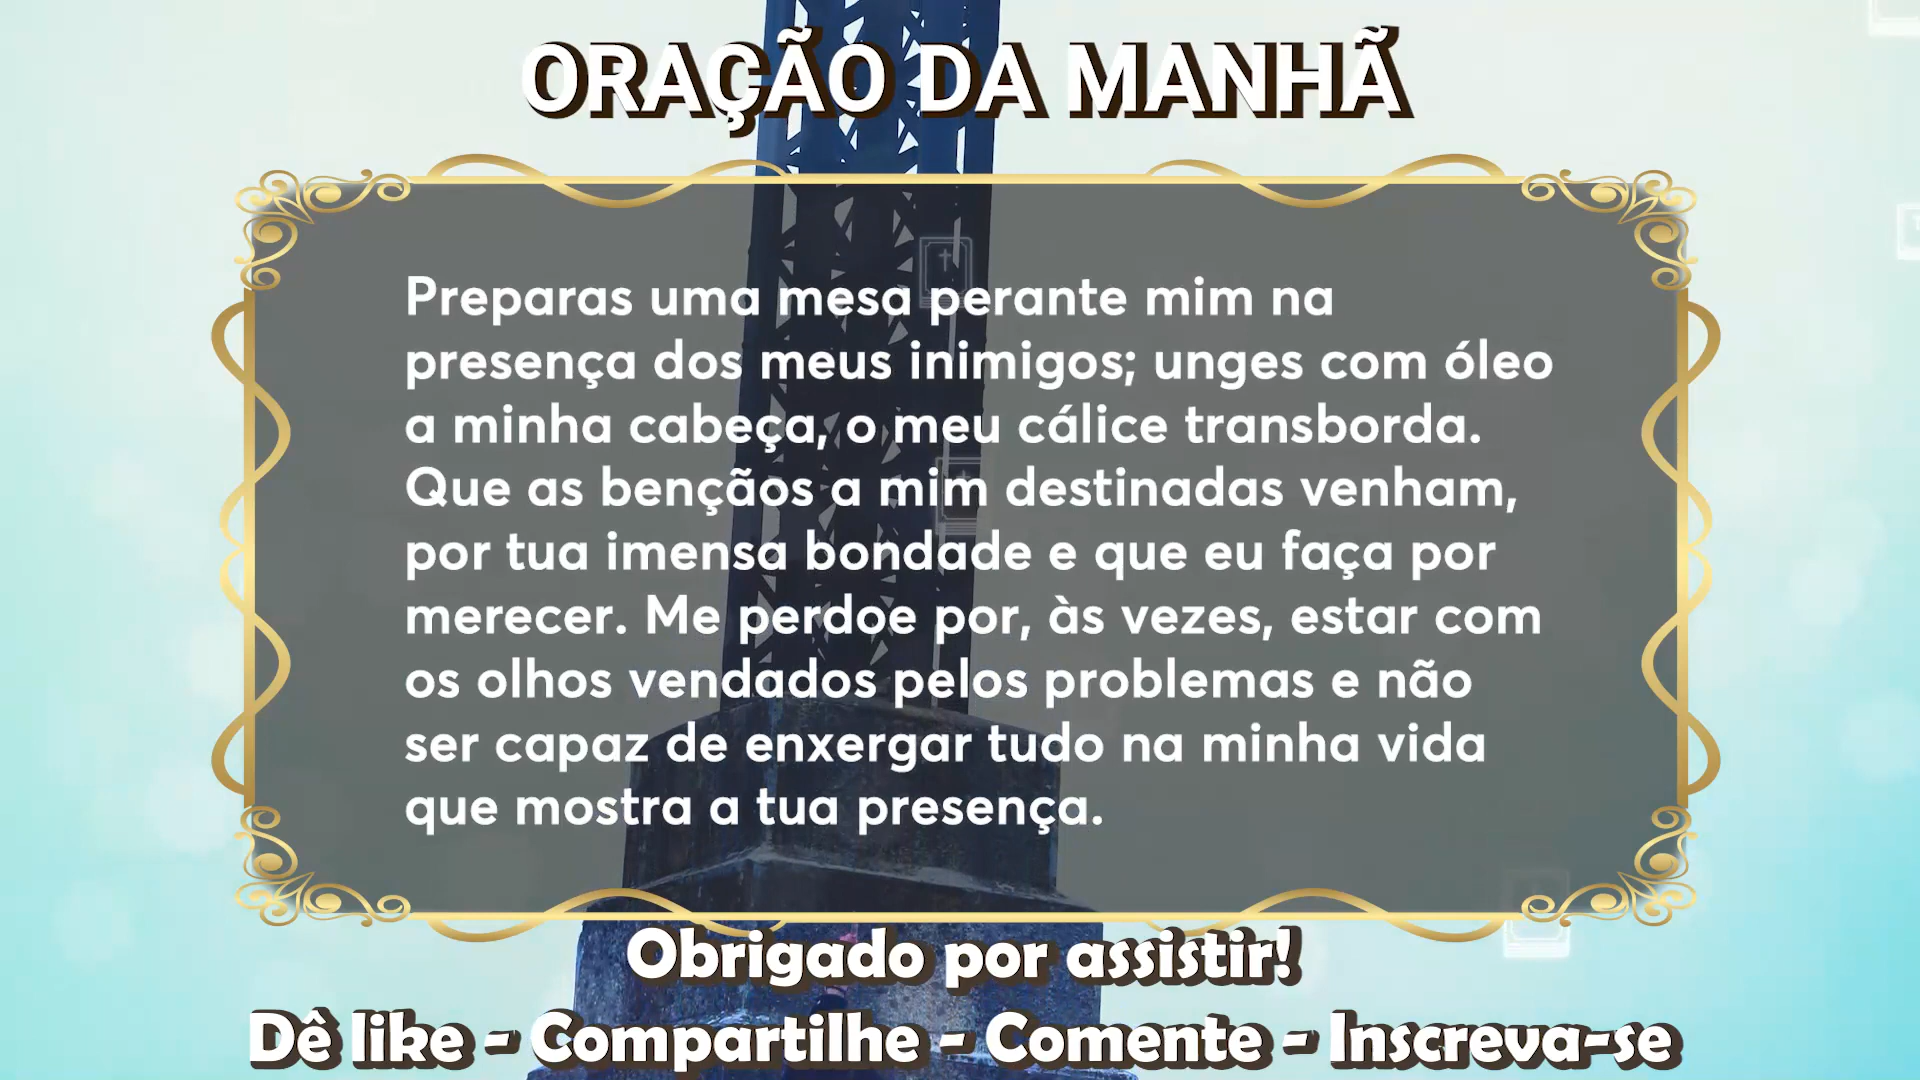 ORAÇÃO DA MANHÃ
Preparas uma mesa perante mim na
presença dos meus inimigos; unges com óleo
a minha cabeça, o meu cálice transborda.
Que as bençãos a mim destinadas venham,
por tua imensa bondade e que eu faça por
merecer. Me perdoe por, às vezes, estar com
os olhos vendados pelos problemas e não
ser capaz de enxergar tudo na minha vida
que mostra a tua presença.
Obrigado por assistir!
Dê like - Compartilhe - Comente - Inscreva-se